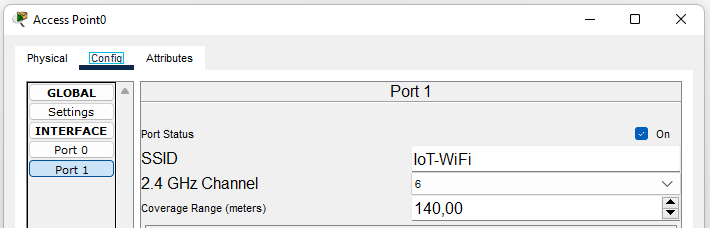 Access Point0
Physical Config Attributes
GLOBAL
Settings
INTERFACE
Port 0
Port 1
Port 1
Port Status On
SSID IoT-WiFi
2.4 GHz Channel 6
Coverage Range (meters) 140,00